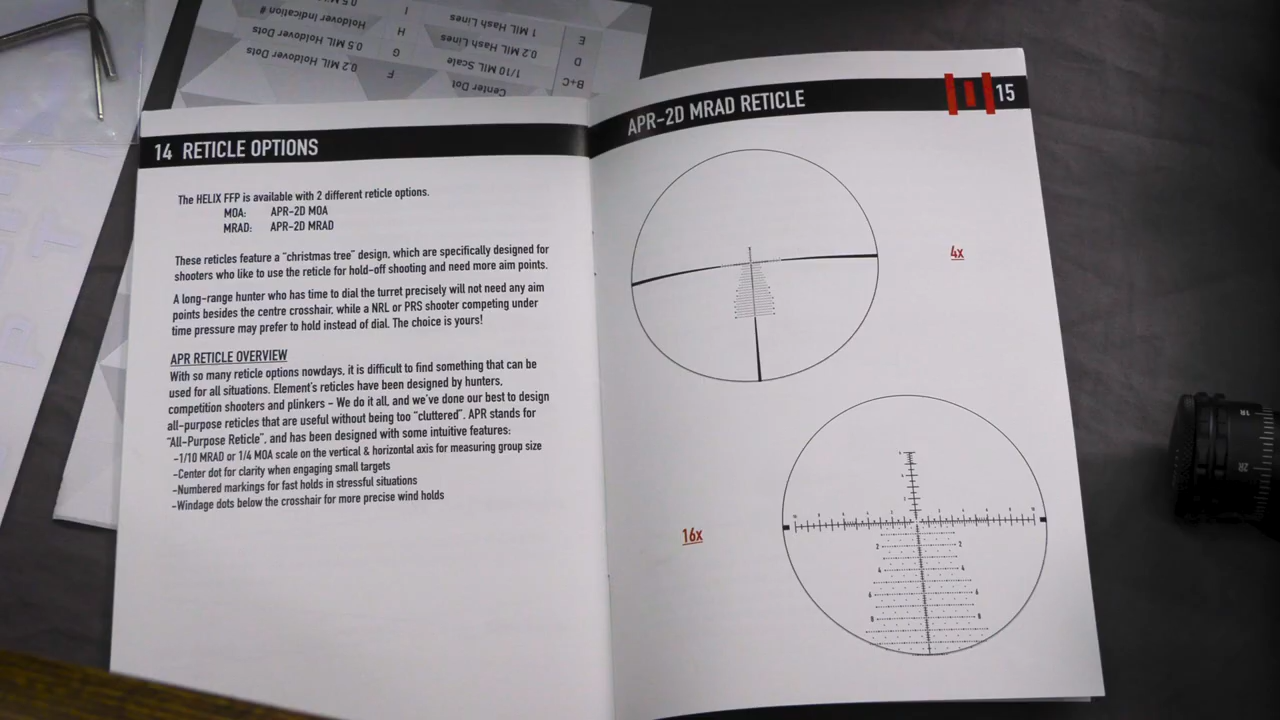 0.5 M
I
Holdover Indication #
1 MIL Hash Lines
E
H
0.5 MIL Holdover Dots
0.2 MIL Hash Lines
D
G
0.2 MIL Holdover Dots
1/10 MIL Scale
B+C
F
Center Dot
14 RETICLE OPTIONS
The HELIX FFP is available with 2 different reticle options.
MOA: APR-2D MOA
MRAD: APR-2D MRAD
These reticles feature a "christmas tree" design, which are specifically designed for
shooters who like to use the reticle for hold-off shooting and need more aim points.
A long-range hunter who has time to dial the turret precisely will not need any aim
points besides the centre crosshair, while a NRL or PRS shooter competing under
time pressure may prefer to hold instead of dial. The choice is yours!
APR RETICLE OVERVIEW
With so many reticle options nowdays, it is difficult to find something that can be
used for all situations. Element's reticles have been designed by hunters,
competition shooters and plinkers – We do it all, and we've done our best to design
all-purpose reticles that are useful without being too "cluttered". APR stands for
"All-Purpose Reticle", and has been designed with some intuitive features:
-1/10 MRAD or 1/4 MOA scale on the vertical & horizontal axis for measuring group size
-Center dot for clarity when engaging small targets
-Numbered markings for fast holds in stressful situations
-Windage dots below the crosshair for more precise wind holds
APR-2D MRAD RETICLE
15
4x
16x
2 2
4 4
6 6
8 8
1R
2R